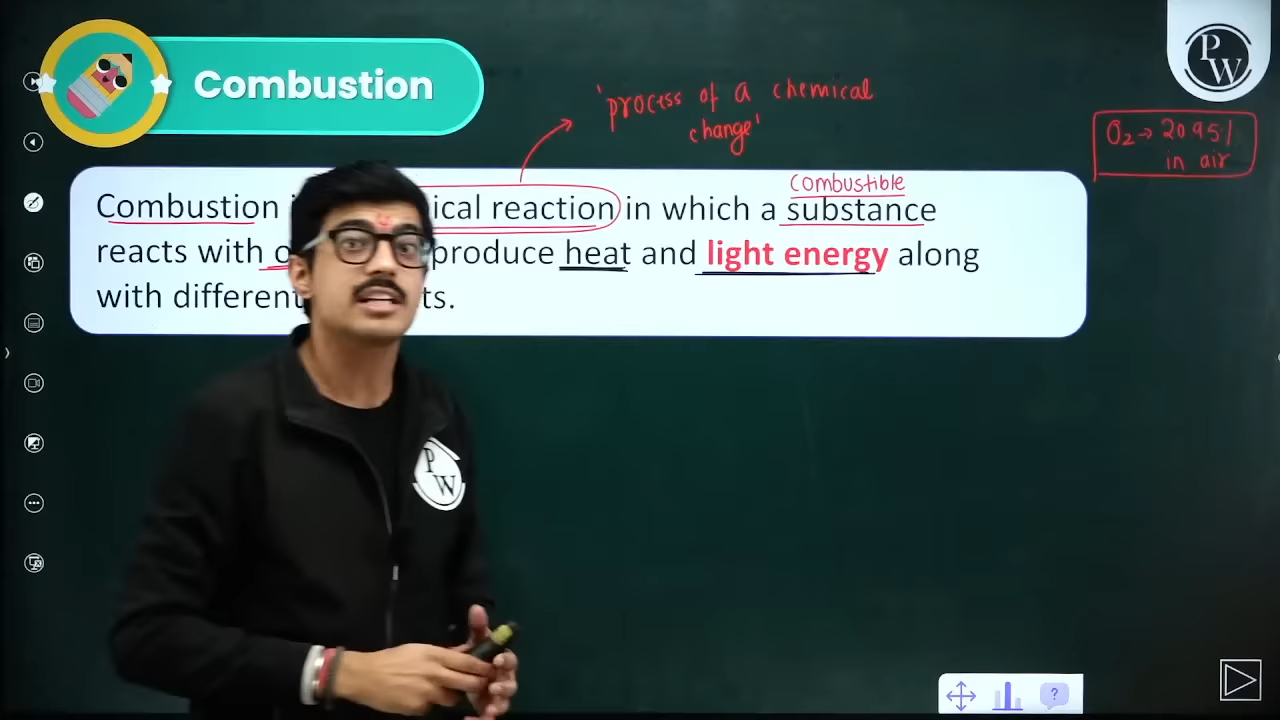 Combustion
'process of a chemical
change'
O₂→ 20 95%
in air
combustible
Combustion ical reaction in which a substance
reacts with produce heat and light energy along
with different ts.
PW
PW
?